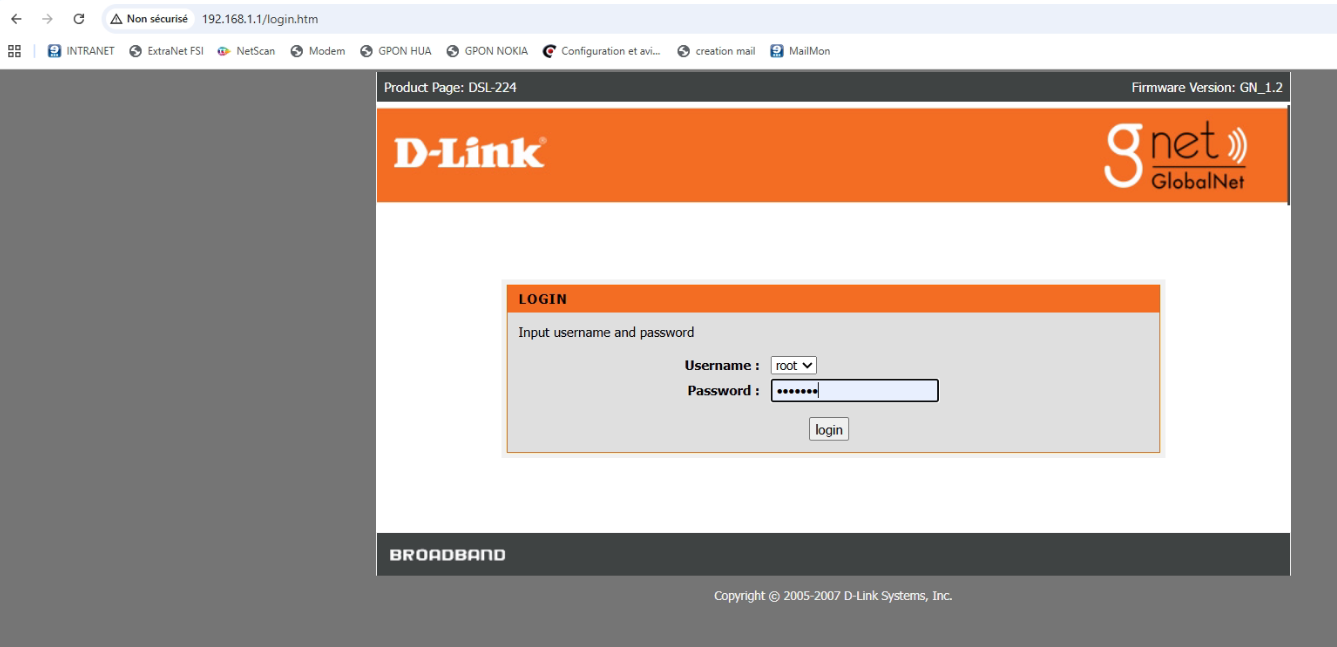 Non sécurisé 192.168.1.1/login.htm
INTRANET ExtraNet FSI NetScan Modem GPON HUA GPON NOKIA Configuration et avi... creation mail MailMon
Product Page: DSL-224 Firmware Version: GN_1.2
D-Link®
gnet
GlobalNet
LOGIN
Input username and password
Username : root
Password : •••••••
login
BROADBAND
Copyright © 2005-2007 D-Link Systems, Inc.